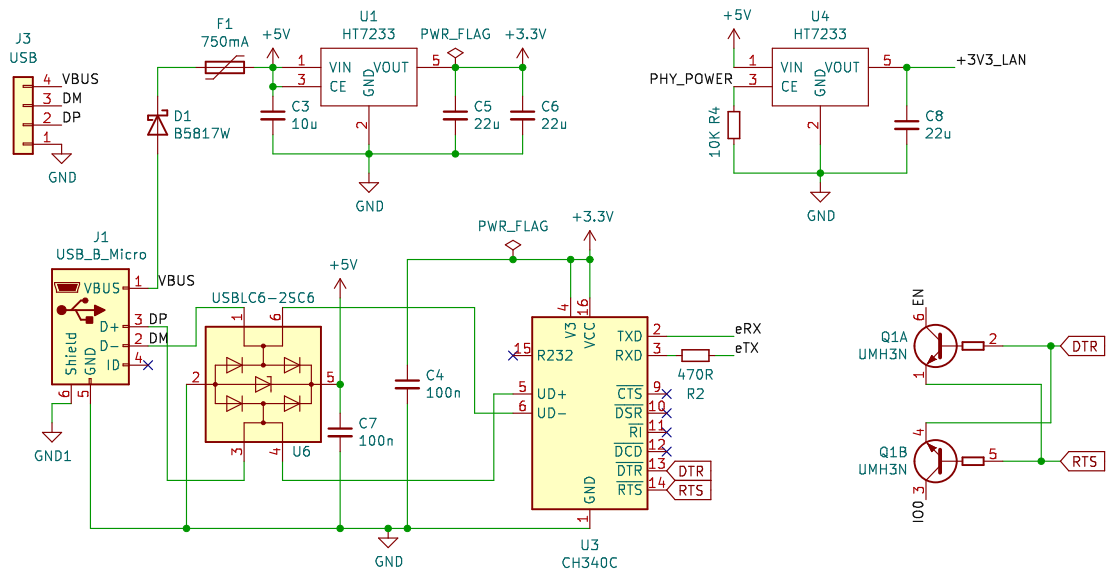 J3
USB
4 VBUS
3 DM
2 DP
1
GND
F1
750mA
+5V
U1
HT7233
1 VIN
3 CE
VOUT 5
GND
2
PWR_FLAG
+3.3V
D1
B5817W
C3
10u
C5
22u
C6
22u
GND
+5V
U4
HT7233
1 VIN
PHY_POWER 3 CE
VOUT 5
GND
2
+3V3_LAN
10K R4
C8
22u
GND
J1
USB_B_Micro
VBUS 1 VBUS
D+ 3 DP
D- 2 DM
ID 4
Shield
GND
6
5
GND1
USBLC6-2SC6
1
6
2
5
3
4
U6
+5V
C7
100n
C4
100n
PWR_FLAG
+3.3V
GND
4
16
V3
VCC
15 R232
5 UD+
6 UD-
TXD 2 eRX
RXD 3 eTX
470R
R2
CTS 9
DSR 10
RI 11
DCD 12
DTR 13 DTR
RTS 14 RTS
GND
1
U3
CH340C
EN
6
Q1A
UMH3N
2
DTR
1
4
Q1B
UMH3N
5
RTS
3
IO0